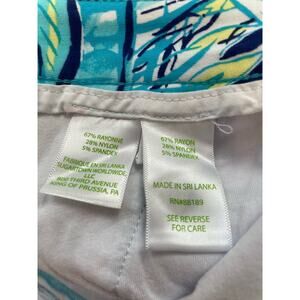 67% RAYONNE
28% NYLON
5% SPANDEX
FABRIQUE EN SRI LANKA
SUGARTOWN WORLDWIDE,
LLC
800 THIRD AVENUE
KING OF PRUSSIA, PA
67% RAYON
28% NYLON
5% SPANDEX
MADE IN SRI LANKA
RN#88189
SEE REVERSE
FOR CARE